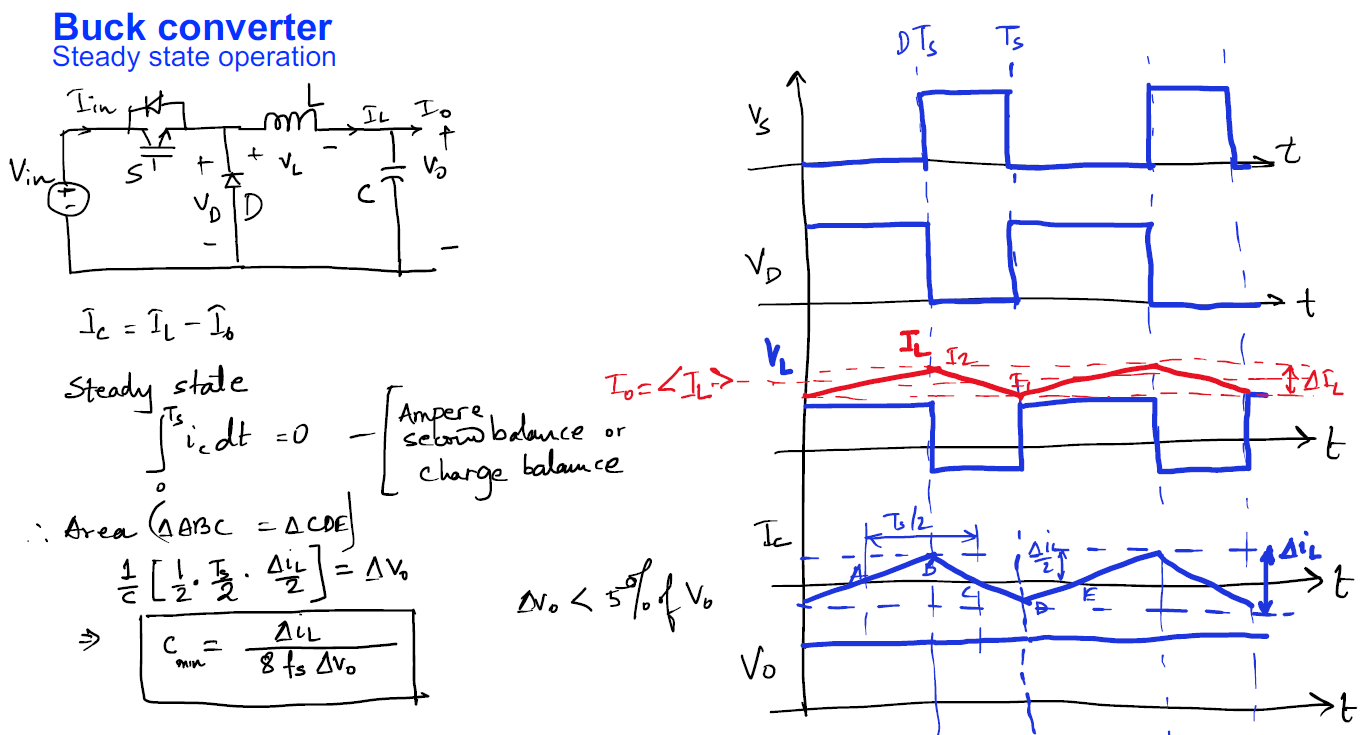 Buck converter
Steady state operation
Iin
L
IL
Io
+
Vin
+
-
S
+
VD
-
D
+
VL
-
C
Vo
-
Ic = IL - Io
Steady state
∫₀^Ts ic dt = 0 — [ Ampere
second balance or
charge balance
∴ Area (ΔABC = ΔCDE)
1/c [ 1/2 · Ts/2 · ΔiL/2 ] = ΔVo
⇒ Cmin = ΔiL / 8 fs ΔVo
ΔVo < 5% of Vo
DTs Ts
Vs
t
VD
t
VL
IL
I2
I1
Io = <IL>
ΔIL
t
Ic
Ts/2
ΔiL/2
ΔiL
A B C D E
t
Vo
t